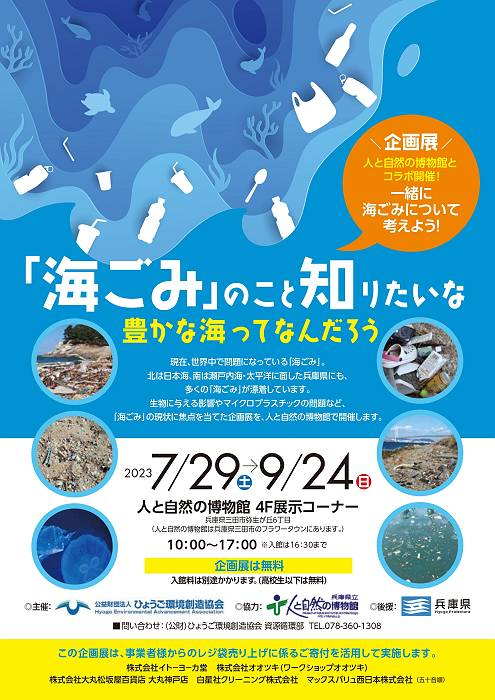 企画展
人と自然の博物館と
コラボ開催!
一緒に
海ごみについて
考えよう!
「海ごみ」のこと知りたいな
豊かな海ってなんだろう
現在、世界中で問題になっている「海ごみ」。
北は日本海、南は瀬戸内海・太平洋に面した兵庫県にも、
多くの「海ごみ」が漂着しています。
生物に与える影響やマイクロプラスチックの問題など、
「海ごみ」の現状に焦点を当てた企画展を、人と自然の博物館で開催します。
2023 7/29土→9/24日
人と自然の博物館 4F展示コーナー
兵庫県三田市弥生が丘6丁目
(人と自然の博物館は兵庫県三田市のフラワータウンにあります。)
10:00~17:00 ※入館は16:30まで
企画展は無料
入館料は別途かかります。(高校生以下は無料)
◎主催: 公益財団法人 ひょうご環境創造協会 ◎協力: 兵庫県立 人と自然の博物館 ◎後援: 兵庫県
Hyogo Environmental Advancement Association Hyogo Prefecture
■問い合わせ:(公財)ひょうご環境創造協会 資源循環部 TEL.078-360-1308
この企画展は、事業者様からのレジ袋売り上げに係るご寄付を活用して実施します。
株式会社イトーヨーカ堂 株式会社オオツキ(ワークショップオオツキ)
株式会社大丸松坂屋百貨店 大丸神戸店 白星社クリーニング株式会社 マックスバリュ西日本株式会社 (五十音順)